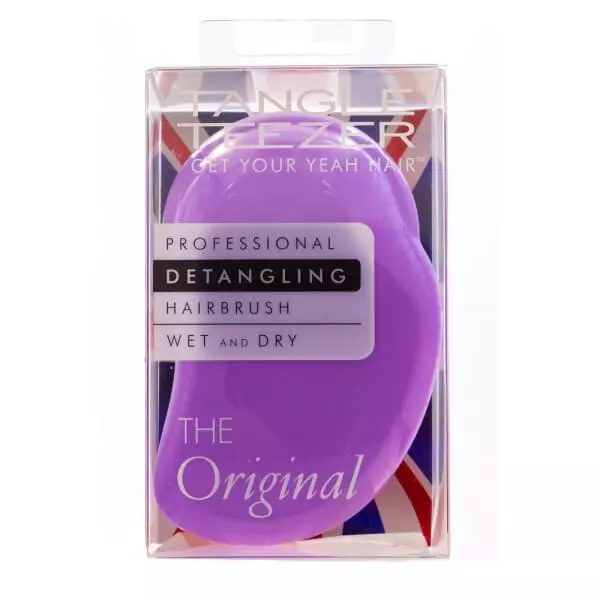 TANGLE
TEEZER
GET YOUR YEAH HAIR™
PROFESSIONAL
DETANGLING
HAIRBRUSH
WET AND DRY
THE
Original